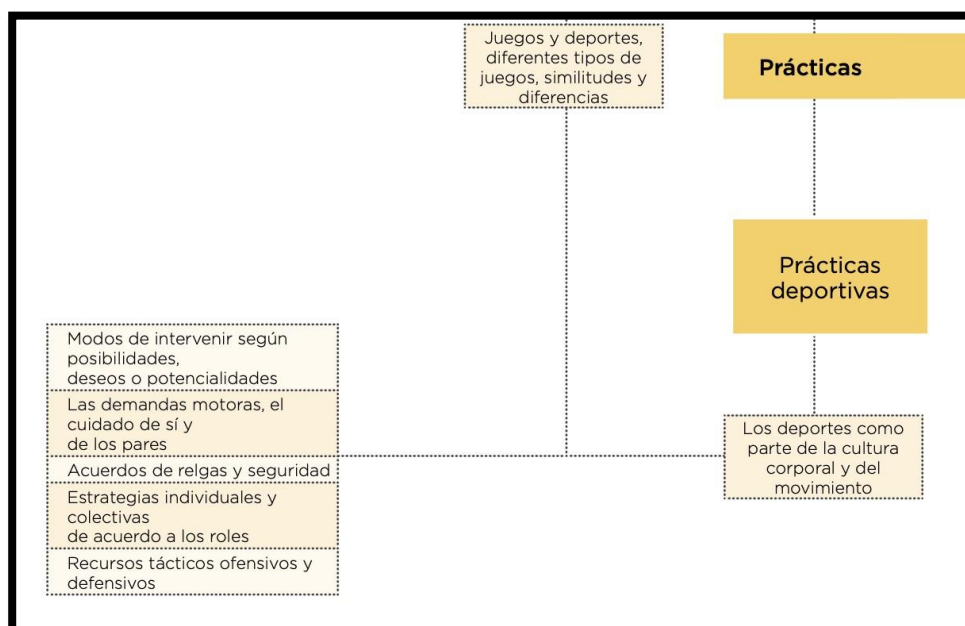 Juegos y deportes,
diferentes tipos de
juegos, similitudes y
diferencias
Prácticas
Prácticas
deportivas
Modos de intervenir según
posibilidades,
deseos o potencialidades
Las demandas motoras, el
cuidado de sí y
de los pares
Acuerdos de relgas y seguridad
Estrategias individuales y
colectivas
de acuerdo a los roles
Recursos tácticos ofensivos y
defensivos
Los deportes como
parte de la cultura
corporal y del
movimiento